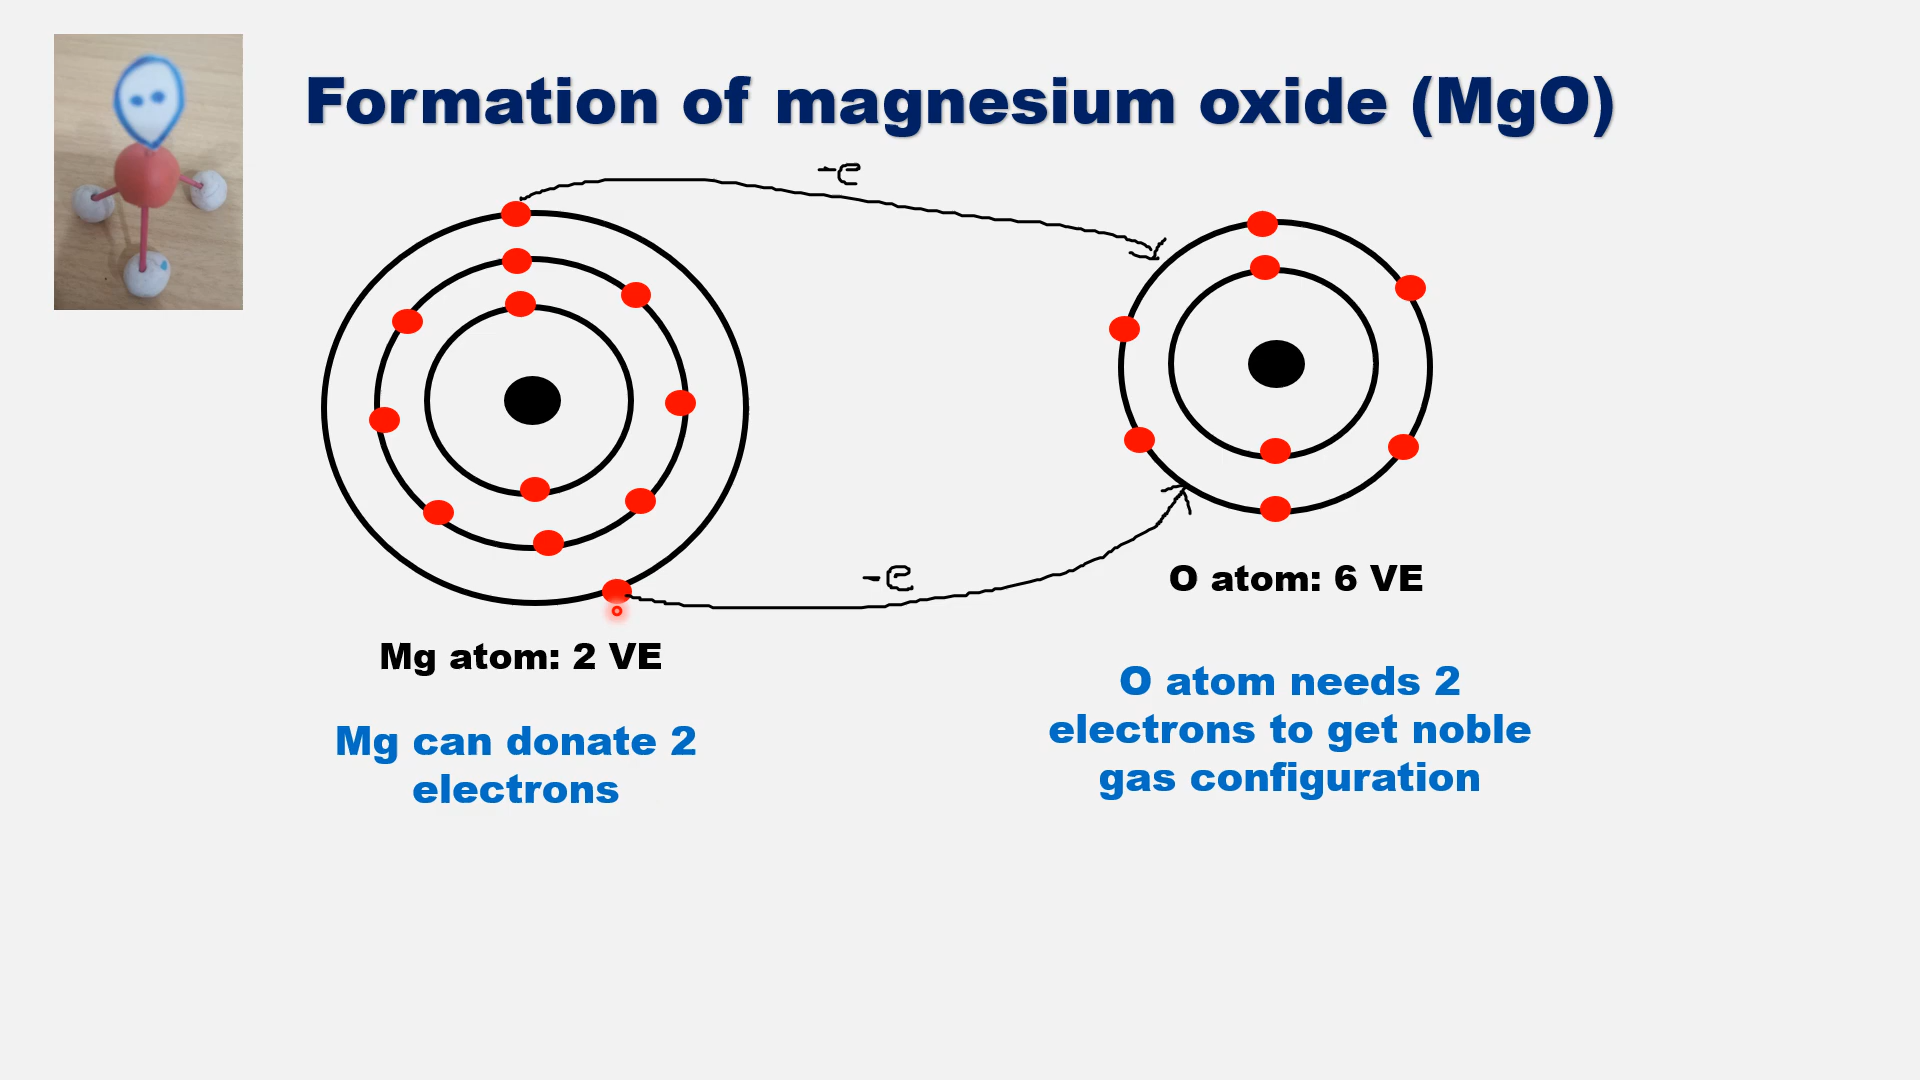 Formation of magnesium oxide (MgO)
-e
-e
O atom: 6 VE
Mg atom: 2 VE
O atom needs 2
electrons to get noble
gas configuration
Mg can donate 2
electrons